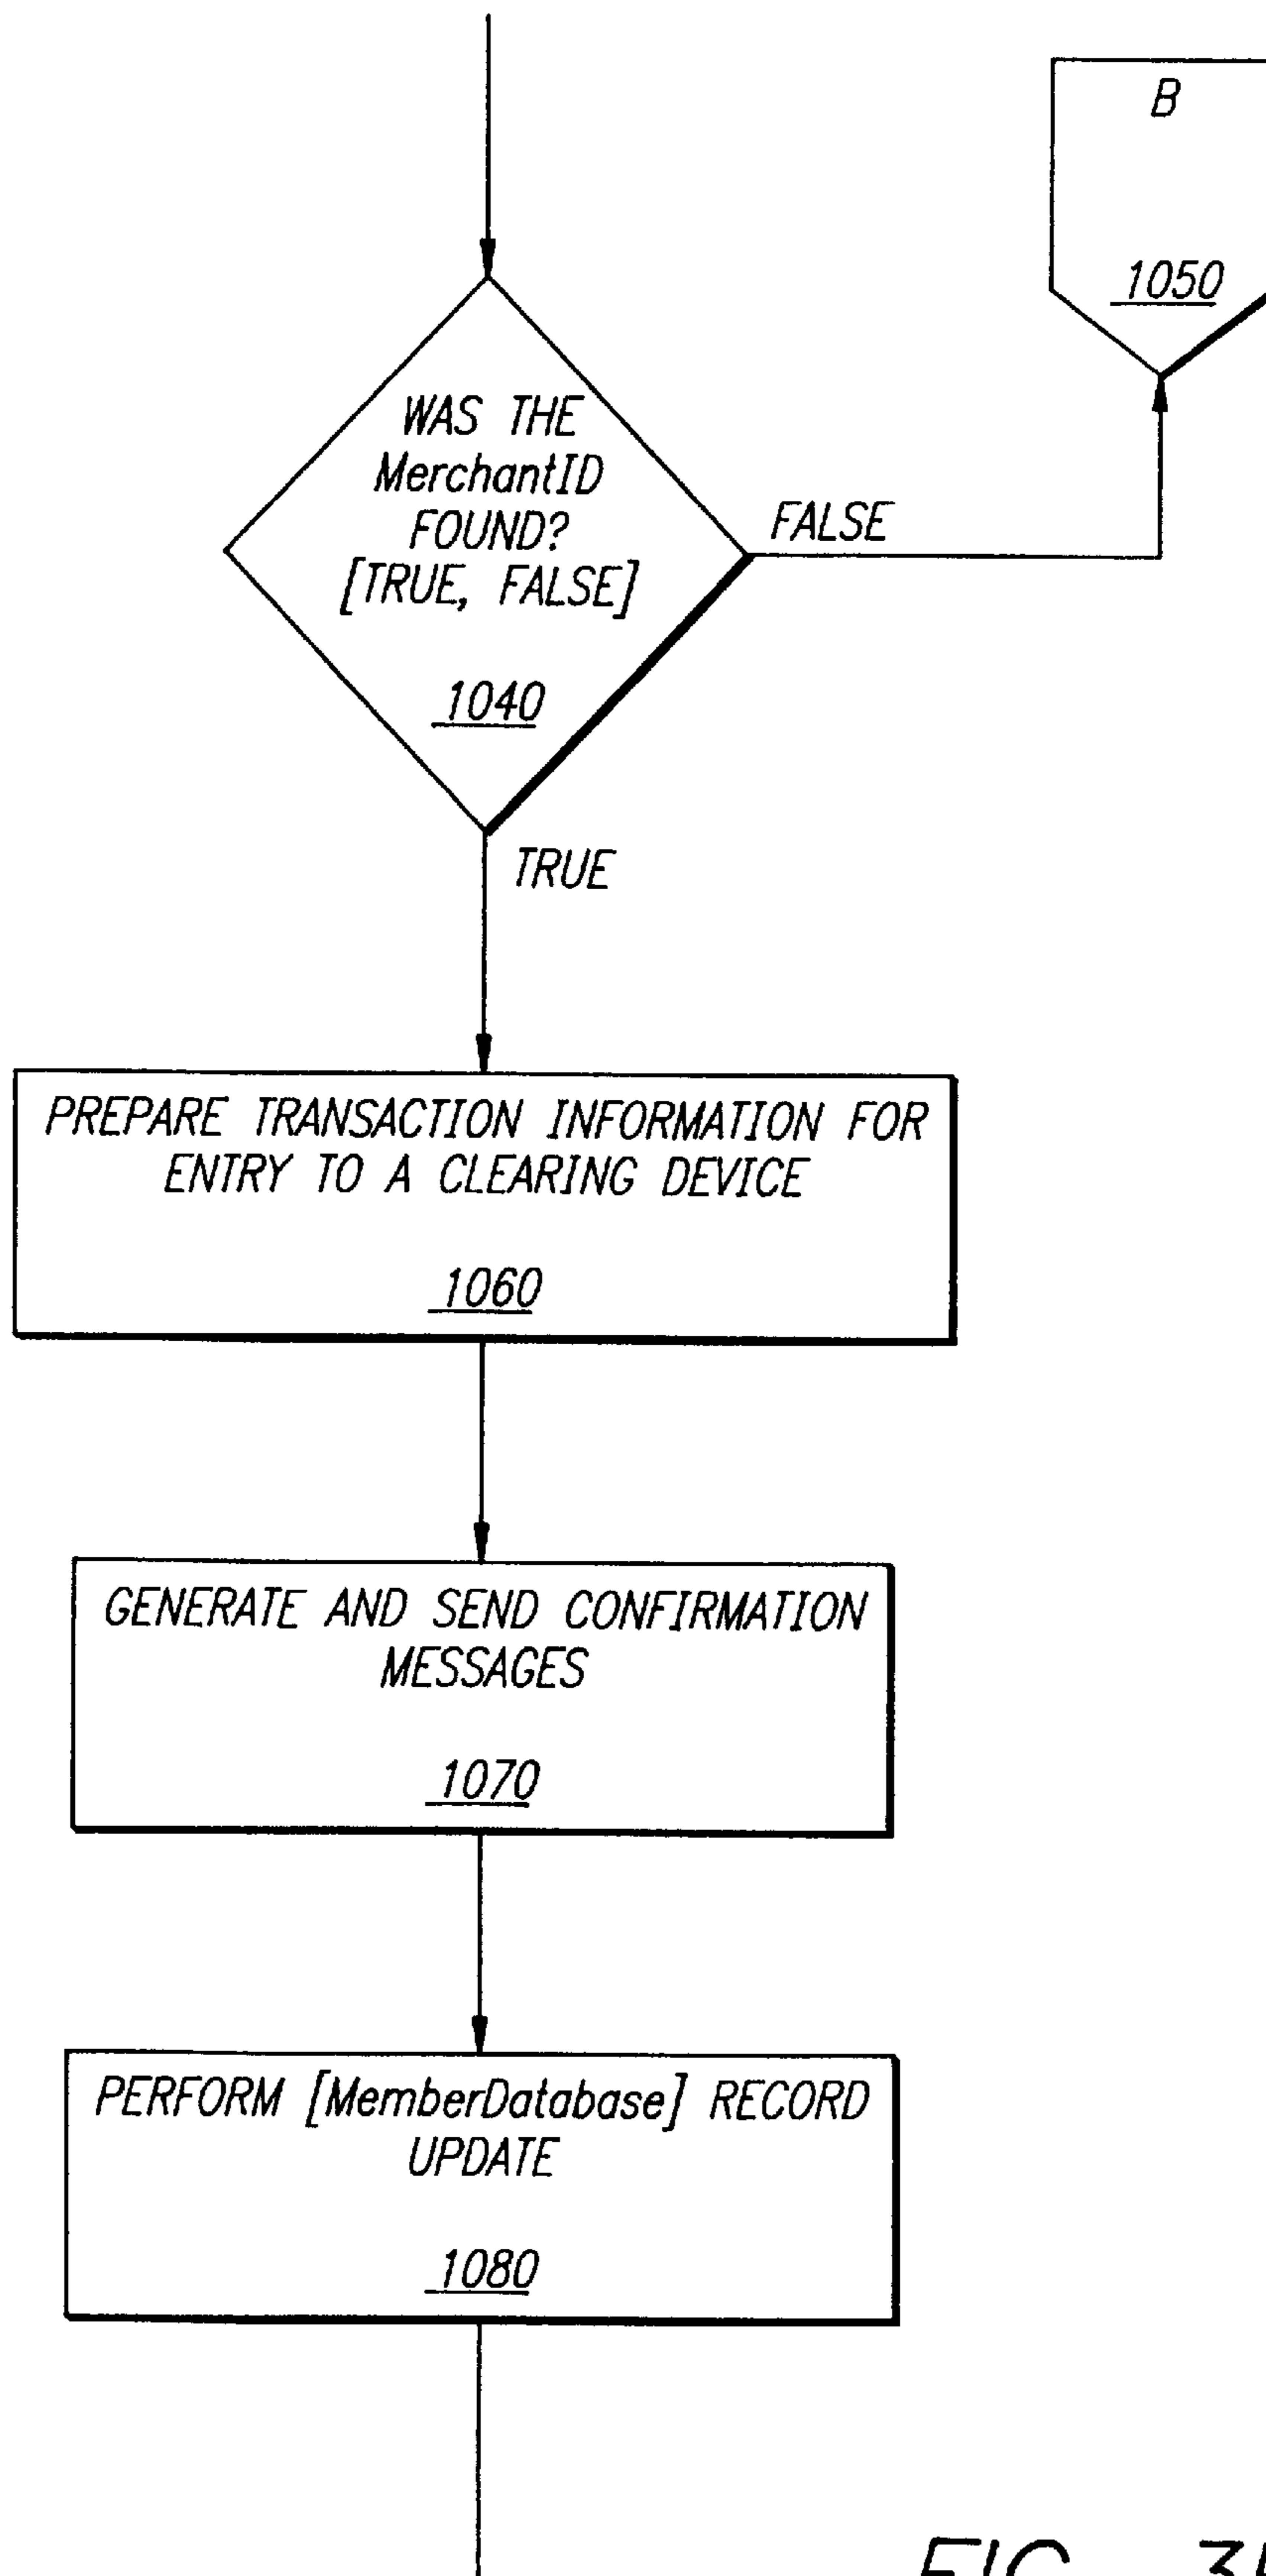 B
1050
WAS THE
MerchantID
FOUND?
[TRUE, FALSE]
1040
FALSE
TRUE
PREPARE TRANSACTION INFORMATION FOR
ENTRY TO A CLEARING DEVICE
1060
GENERATE AND SEND CONFIRMATION
MESSAGES
1070
PERFORM [MemberDatabase] RECORD
UPDATE
1080
FIG.